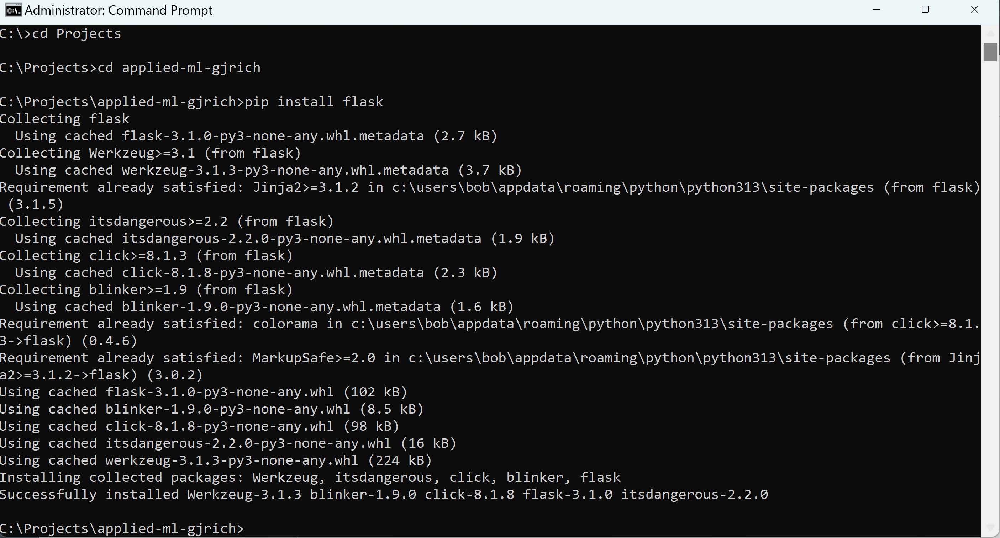 Administrator: Command Prompt
C:\>cd Projects
C:\Projects>cd applied-ml-gjrich
C:\Projects\applied-ml-gjrich>pip install flask
Collecting flask
  Using cached flask-3.1.0-py3-none-any.whl.metadata (2.7 kB)
Collecting Werkzeug>=3.1 (from flask)
  Using cached werkzeug-3.1.3-py3-none-any.whl.metadata (3.7 kB)
Requirement already satisfied: Jinja2>=3.1.2 in c:\users\bob\appdata\roaming\python\python313\site-packages (from flask)
 (3.1.5)
Collecting itsdangerous>=2.2 (from flask)
  Using cached itsdangerous-2.2.0-py3-none-any.whl.metadata (1.9 kB)
Collecting click>=8.1.3 (from flask)
  Using cached click-8.1.8-py3-none-any.whl.metadata (2.3 kB)
Collecting blinker>=1.9 (from flask)
  Using cached blinker-1.9.0-py3-none-any.whl.metadata (1.6 kB)
Requirement already satisfied: colorama in c:\users\bob\appdata\roaming\python\python313\site-packages (from click>=8.1.
3->flask) (0.4.6)
Requirement already satisfied: MarkupSafe>=2.0 in c:\users\bob\appdata\roaming\python\python313\site-packages (from Jinj
a2>=3.1.2->flask) (3.0.2)
Using cached flask-3.1.0-py3-none-any.whl (102 kB)
Using cached blinker-1.9.0-py3-none-any.whl (8.5 kB)
Using cached click-8.1.8-py3-none-any.whl (98 kB)
Using cached itsdangerous-2.2.0-py3-none-any.whl (16 kB)
Using cached werkzeug-3.1.3-py3-none-any.whl (224 kB)
Installing collected packages: Werkzeug, itsdangerous, click, blinker, flask
Successfully installed Werkzeug-3.1.3 blinker-1.9.0 click-8.1.8 flask-3.1.0 itsdangerous-2.2.0
C:\Projects\applied-ml-gjrich>